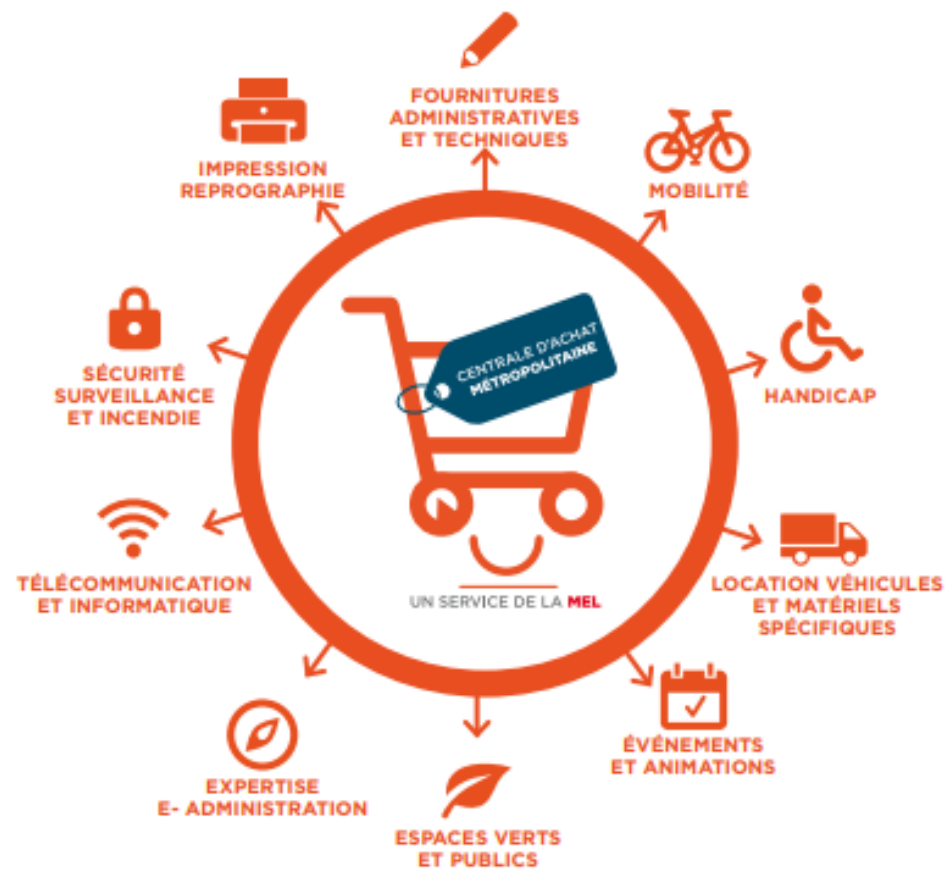 FOURNITURES
ADMINISTRATIVES
ET TECHNIQUES
MOBILITÉ
HANDICAP
LOCATION VÉHICULES
ET MATÉRIELS
SPÉCIFIQUES
ÉVÉNEMENTS
ET ANIMATIONS
ESPACES VERTS
ET PUBLICS
EXPERTISE
E- ADMINISTRATION
TÉLÉCOMMUNICATION
ET INFORMATIQUE
SÉCURITÉ
SURVEILLANCE
ET INCENDIE
IMPRESSION
REPROGRAPHIE
CENTRALE D'ACHAT
MÉTROPOLITAINE
UN SERVICE DE LA MEL